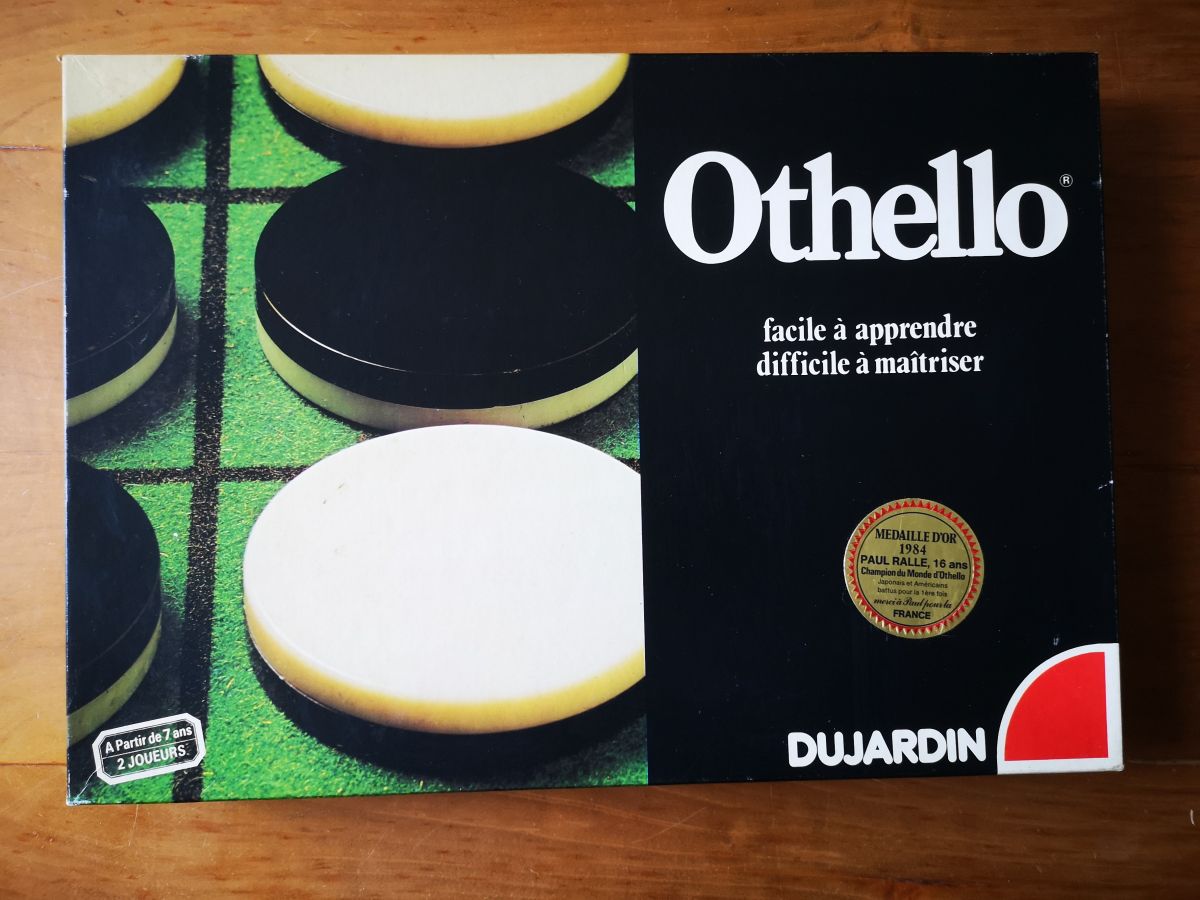 Othello®
facile à apprendre
difficile à maîtriser
MEDAILLE D'OR
1984
PAUL RALLE, 16 ans
Champion du Monde d'Othello
Japonais et Américains
battus pour la 1ère fois
merci à Paul pour la
FRANCE
A Partir de 7 ans
2 JOUEURS
DUJARDIN